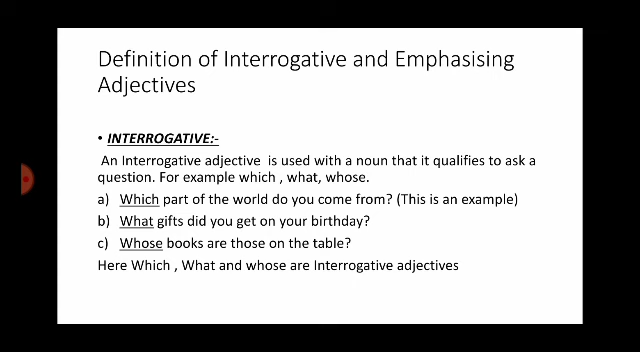 Definition of Interrogative and Emphasising
Adjectives
• INTERROGATIVE:-
An Interrogative adjective is used with a noun that it qualifies to ask a
question. For example which , what, whose.
a) Which part of the world do you come from? (This is an example)
b) What gifts did you get on your birthday?
c) Whose books are those on the table?
Here Which , What and whose are Interrogative adjectives